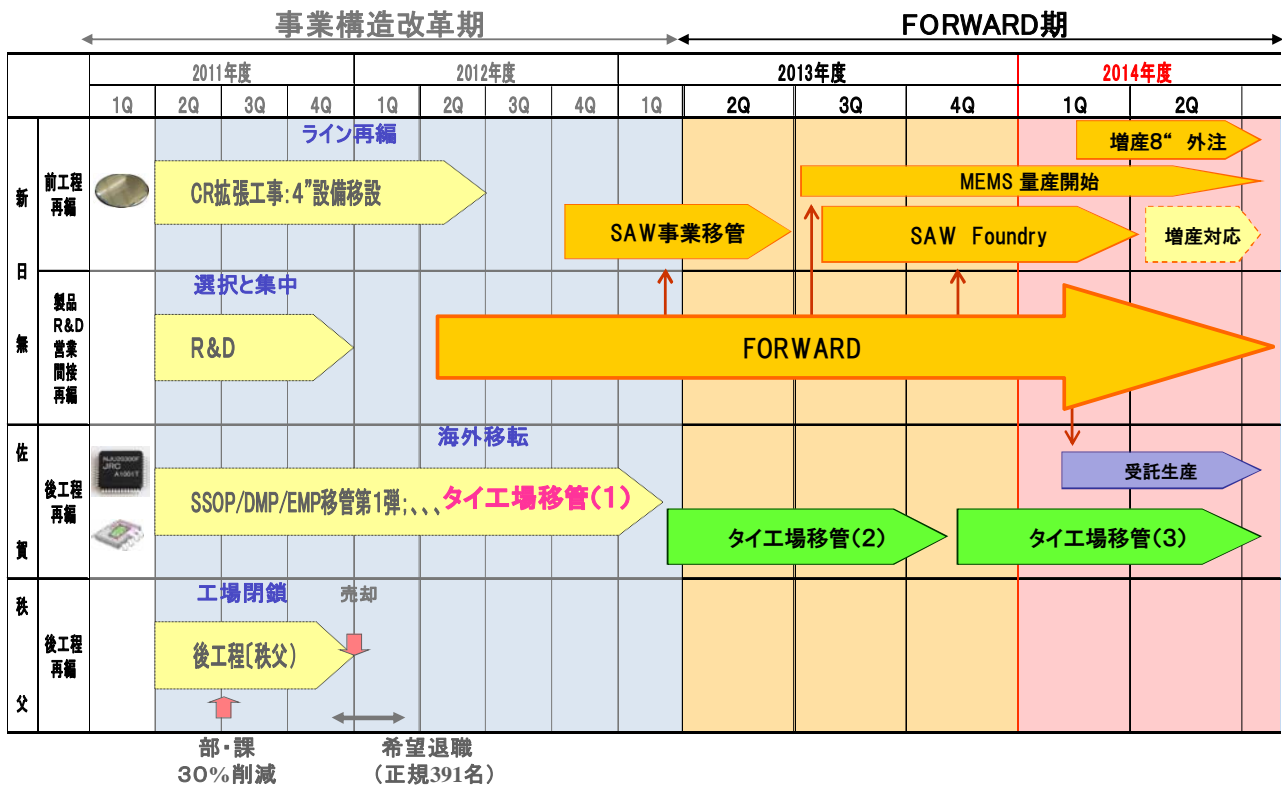 事業構造改革期
FORWARD期
2011年度
2012年度
2013年度
2014年度
1Q
2Q
3Q
4Q
1Q
2Q
3Q
4Q
1Q
2Q
3Q
4Q
1Q
2Q
新日無
前工程
再編
ライン再編
CR拡張工事:4”設備移設
SAW事業移管
増産8“ 外注
MEMS 量産開始
SAW Foundry
増産対応
製品
R&D
営業
間接
再編
選択と集中
R&D
FORWARD
佐賀
後工程
再編
NJU39300F
JRC
A1001T
海外移転
SSOP/DMP/EMP移管第1弾;、、、タイ工場移管(1)
受託生産
タイ工場移管(2)
タイ工場移管(3)
秩父
後工程
再編
工場閉鎖
売却
後工程(秩父)
部・課
30%削減
希望退職
(正規391名)